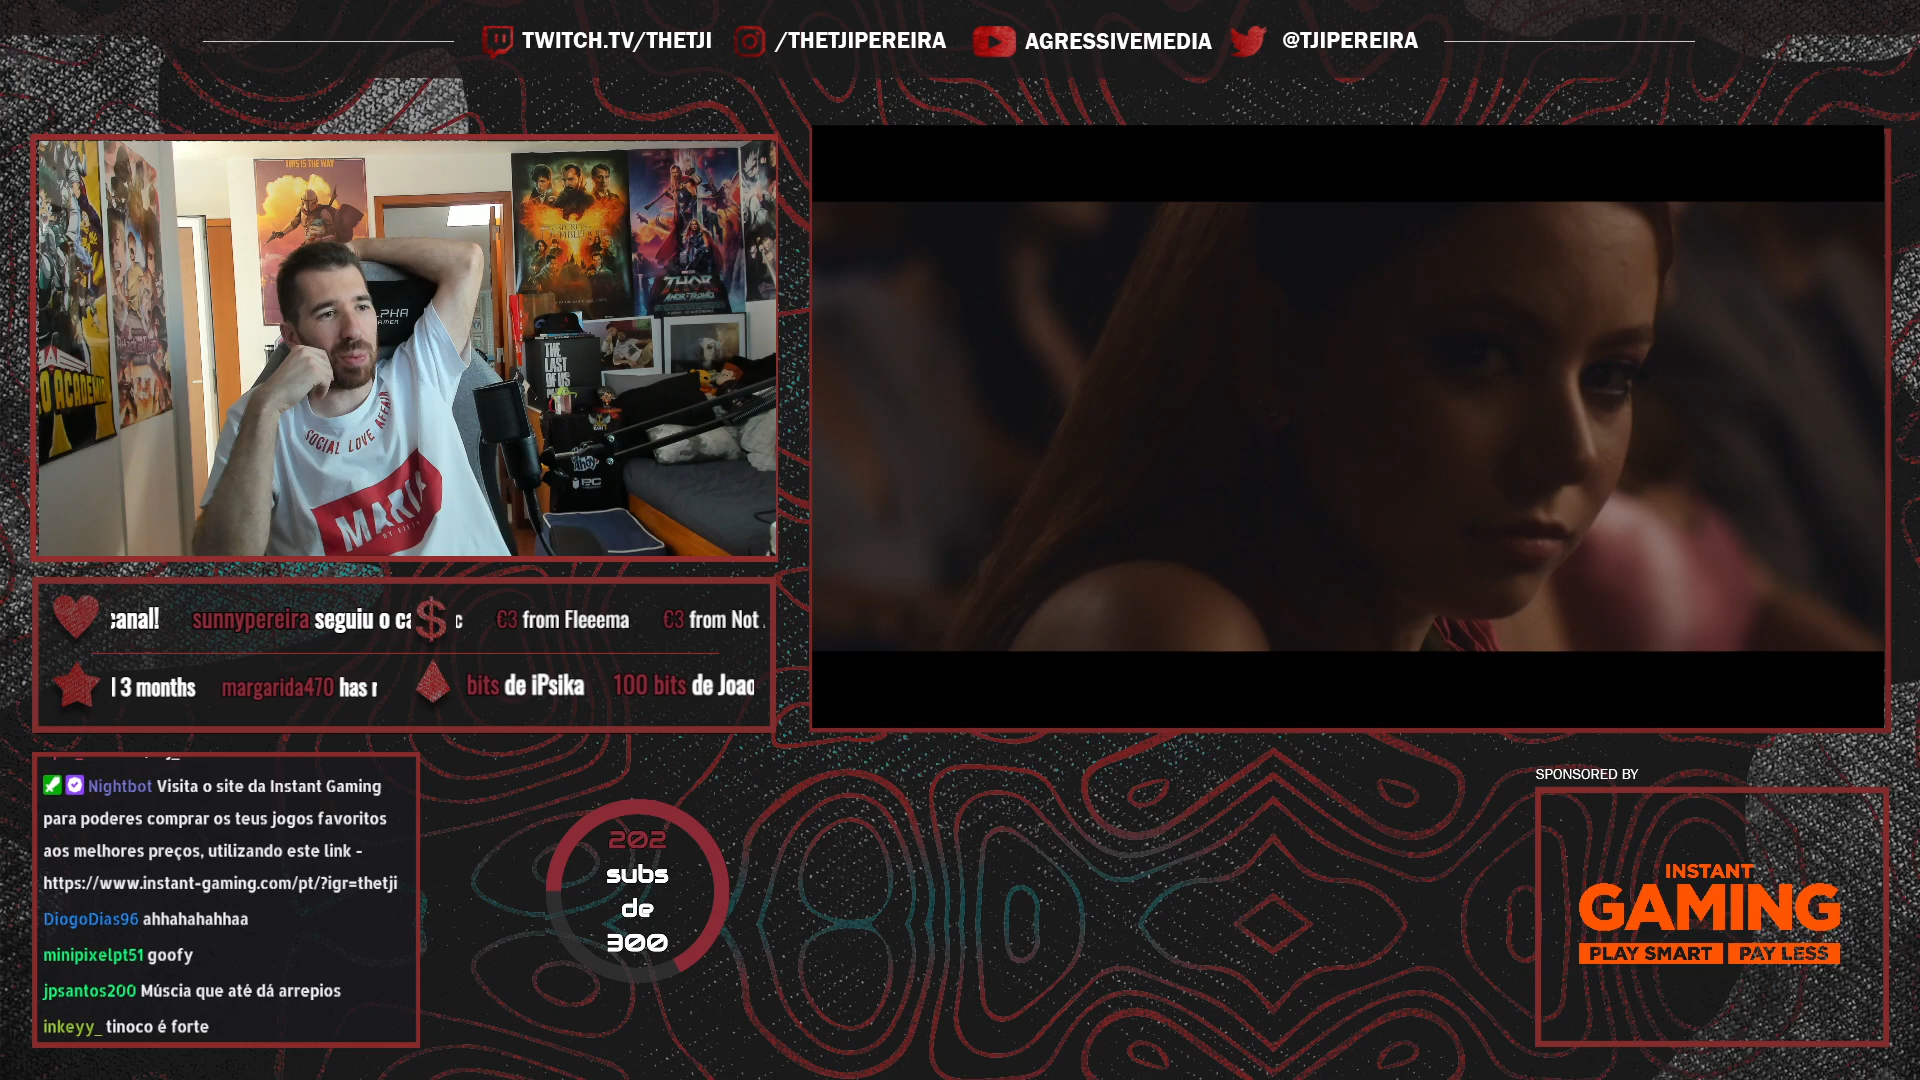 TWITCH.TV/THETJI
/THETJIPEREIRA
AGRESSIVEMEDIA
@TJIPEREIRA
THIS IS THE WAY
THOR
THE
LAST
OF US
SOCIAL LOVE AFFAIR
MARIA
PC
canal! sunnypereira seguiu o ca
$
c €3 from Fleeema €3 from Not
l 3 months margarida470 has r
bits de iPsika 100 bits de Joao
Nightbot Visita o site da Instant Gaming
para poderes comprar os teus jogos favoritos
aos melhores preços, utilizando este link -
https://www.instant-gaming.com/pt/?igr=thetji
DiogoDias96 ahhahahahhaa
minipixelpt51 goofy
jpsantos200 Múscia que até dá arrepios
inkeyy_ tinoco é forte
202
subs
de
300
SPONSORED BY
INSTANT
GAMING
PLAY SMART PAY LESS